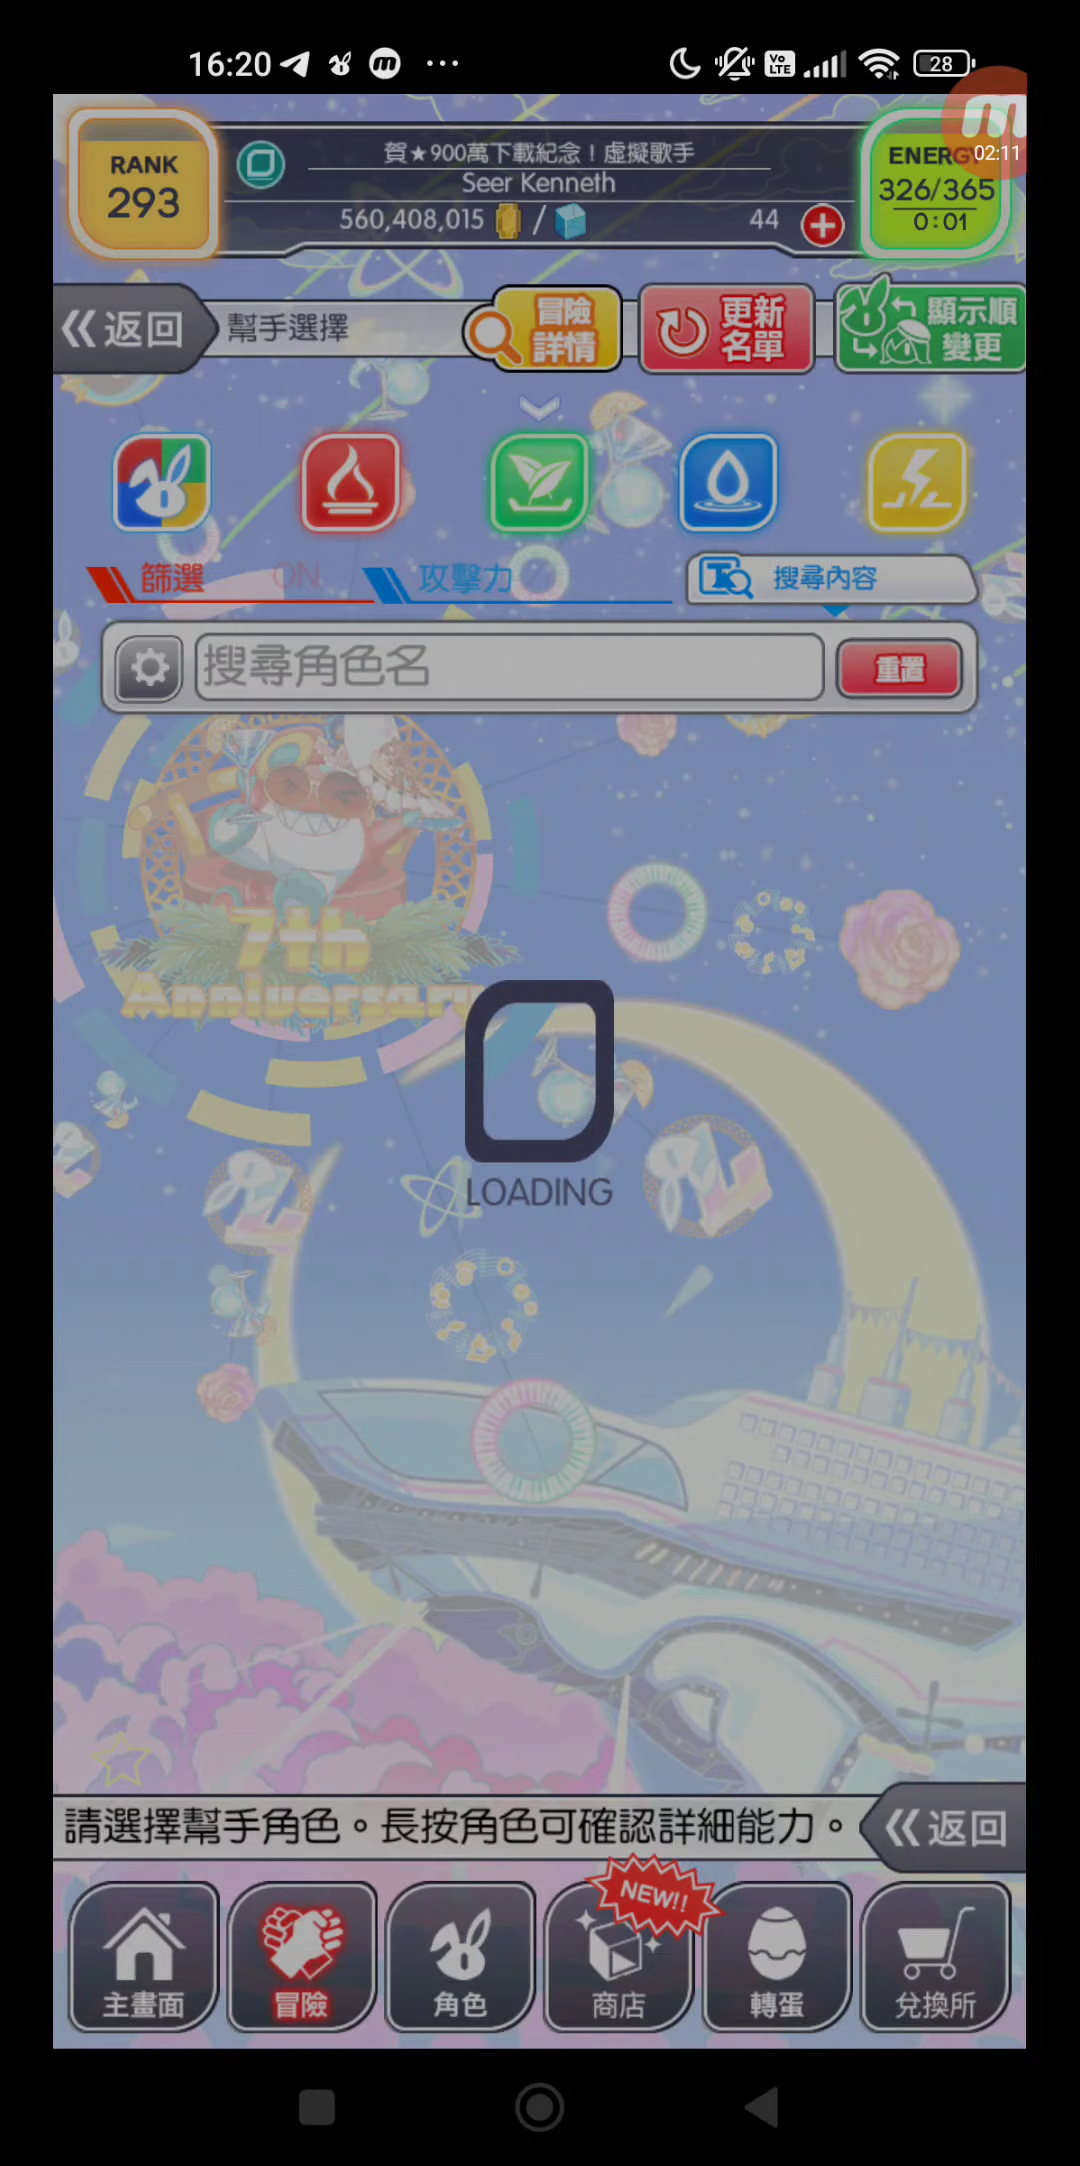 16:20
Vo LTE
28
02:11
RANK
293
賀★900萬下載紀念！虛擬歌手
Seer Kenneth
560,408,015 / 44
ENERGY
326/365
0:01
返回
幫手選擇
冒險
詳情
更新
名單
顯示順
變更
篩選 ON
攻擊力
搜尋內容
搜尋角色名
重置
7th
Anniversary
LOADING
請選擇幫手角色。長按角色可確認詳細能力。
返回
NEW!!
主畫面
冒險
角色
商店
轉蛋
兌換所